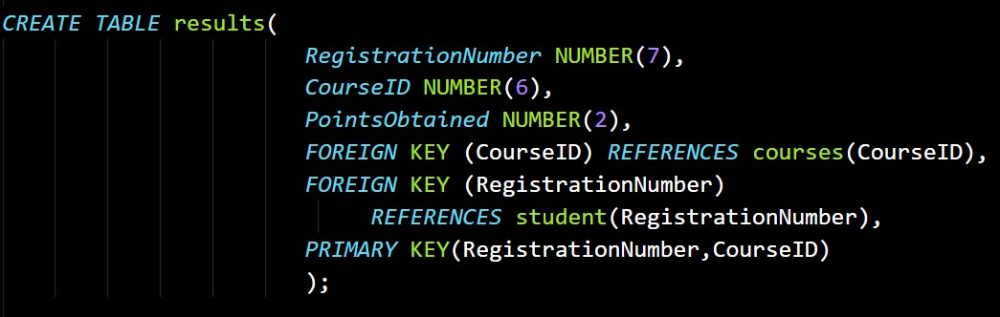 CREATE TABLE results(
RegistrationNumber NUMBER(7),
CourseID NUMBER(6),
PointsObtained NUMBER(2),
FOREIGN KEY (CourseID) REFERENCES courses(CourseID),
FOREIGN KEY (RegistrationNumber)
REFERENCES student(RegistrationNumber),
PRIMARY KEY(RegistrationNumber,CourseID)
);